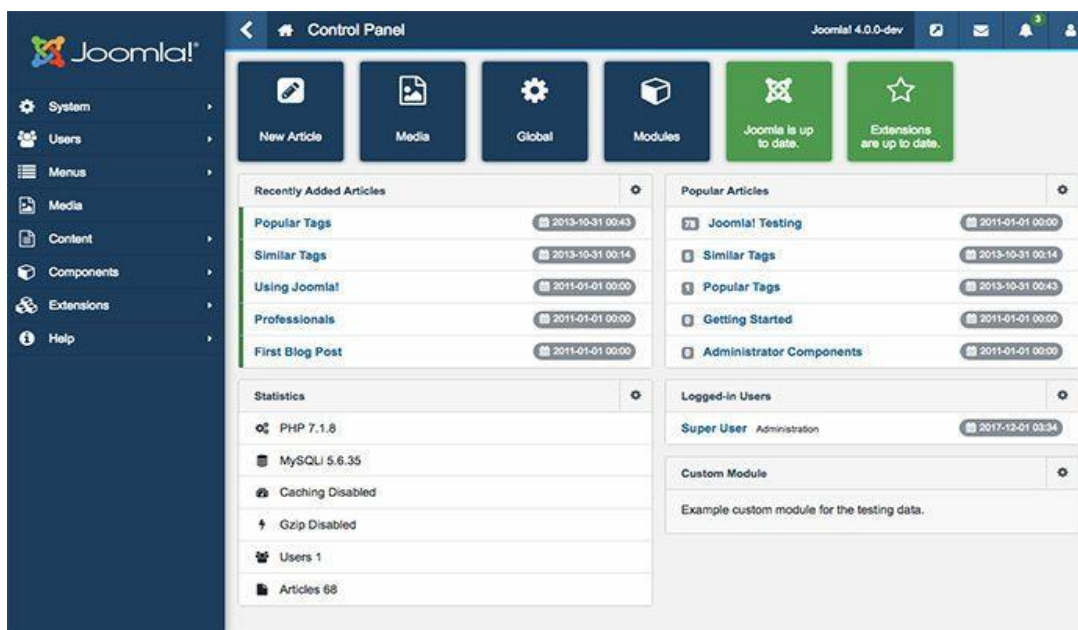 Joomla!®
Control Panel
Joomla! 4.0.0-dev
3
System
Users
Menus
Media
Content
Components
Extensions
Help
New Article
Media
Global
Modules
Joomla is up
to date.
Extensions
are up to date.
Recently Added Articles
Popular Tags 2013-10-31 00:43
Similar Tags 2013-10-31 00:14
Using Joomla! 2011-01-01 00:00
Professionals 2011-01-01 00:00
First Blog Post 2011-01-01 00:00
Popular Articles
Joomla! Testing 2011-01-01 00:00
Similar Tags 2013-10-31 00:14
Popular Tags 2013-10-31 00:43
Getting Started 2011-01-01 00:00
Administrator Components 2011-01-01 00:00
Statistics
PHP 7.1.8
MySQLi 5.6.35
Caching Disabled
Gzip Disabled
Users 1
Articles 68
Logged-in Users
Super User Administration 2017-12-01 03:34
Custom Module
Example custom module for the testing data.